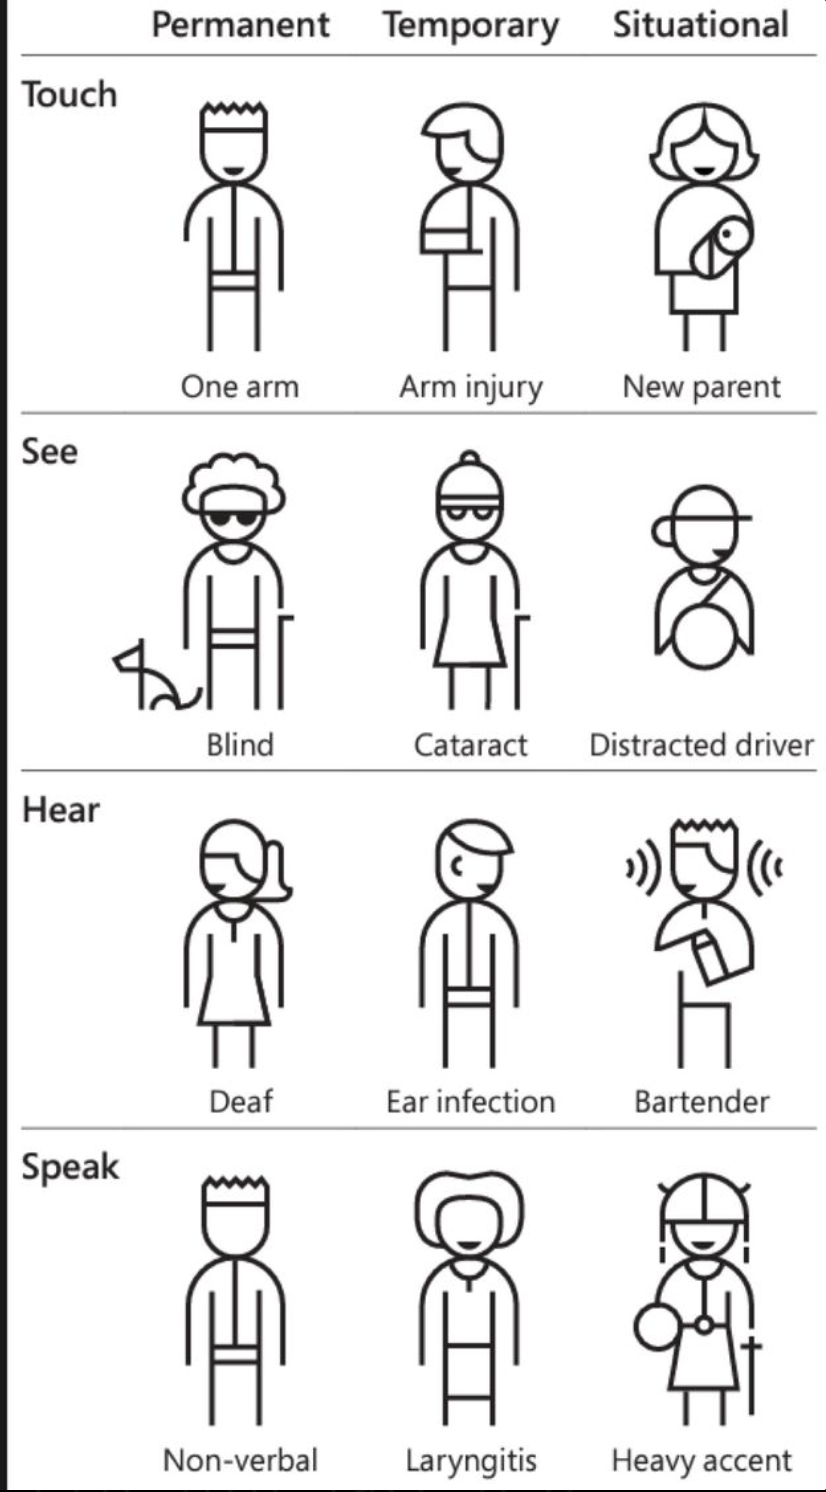 Permanent Temporary Situational
Touch
One arm Arm injury New parent
See
Blind Cataract Distracted driver
Hear
Deaf Ear infection Bartender
Speak
Non-verbal Laryngitis Heavy accent